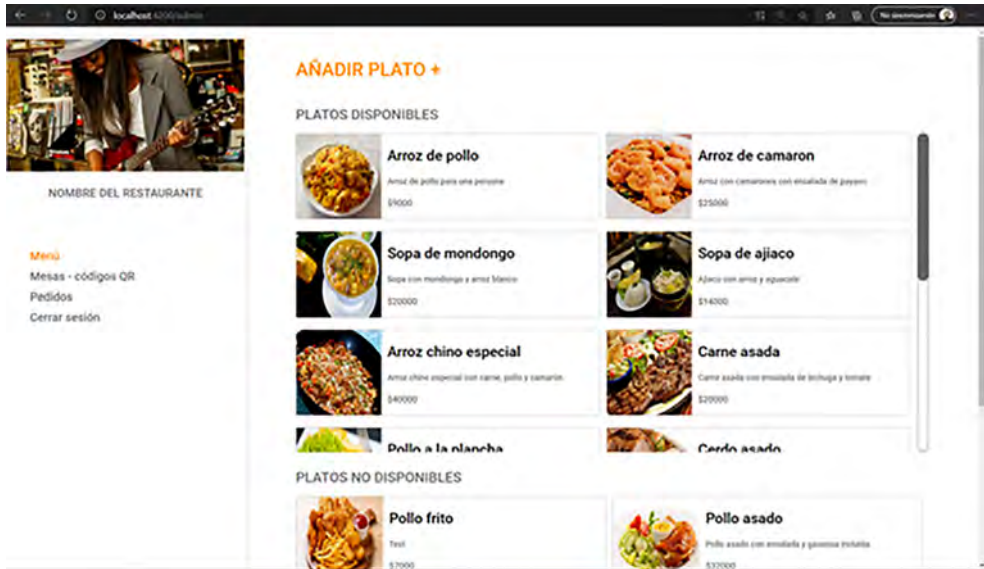 localhost:4200/admin
No sincronizando
NOMBRE DEL RESTAURANTE
Menú
Mesas - códigos QR
Pedidos
Cerrar sesión
AÑADIR PLATO +
PLATOS DISPONIBLES
Arroz de pollo
Arroz de pollo para una persona
$9000
Arroz de camaron
Arroz con camarones con ensalada de papa
$25000
Sopa de mondongo
Sopa con mondongo y arroz blanco
$20000
Sopa de ajiaco
Ajiaco con arroz y aguacate
$14000
Arroz chino especial
Arroz chino especial con carne, pollo y camarón
$40000
Carne asada
Carne asada con ensalada de lechuga y tomate
$20000
Pollo a la plancha
Cerdo asado
PLATOS NO DISPONIBLES
Pollo frito
Test
$7000
Pollo asado
Pollo asado con ensalada y gaseosa incluida
$32000